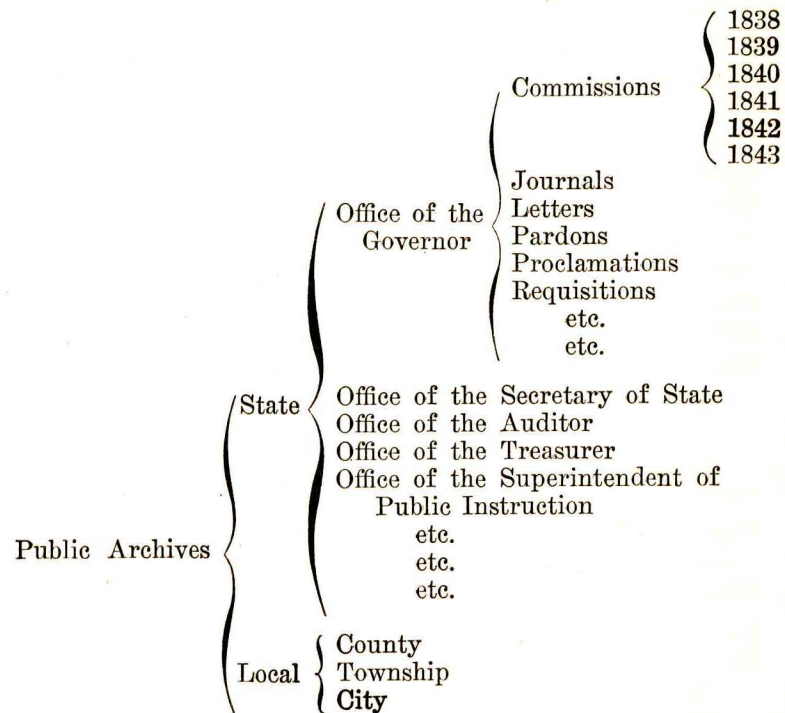 1838
1839
1840
Commissions
1841
1842
1843
Journals
Office of the
Letters
Governor
Pardons
Proclamations
Requisitions
etc.
etc.
State
Office of the Secretary of State
Office of the Auditor
Office of the Treasurer
Office of the Superintendent of
Public Instruction
etc.
Public Archives
etc.
etc.
County
Local
Township
City